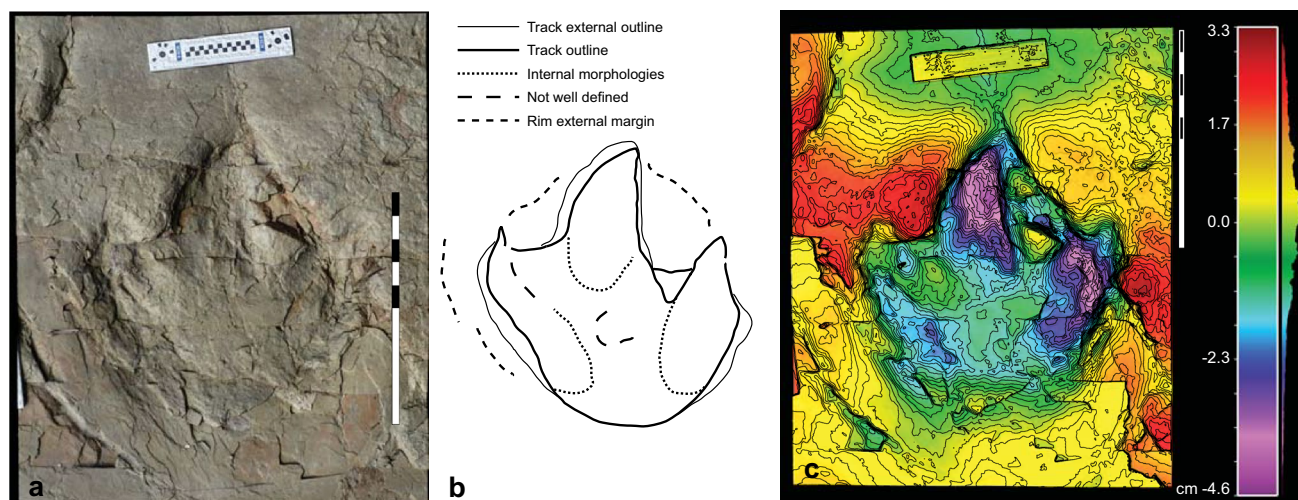 Track external outline
Track outline
Internal morphologies
Not well defined
Rim external margin
a
b
c
3.3
1.7
0.0
-2.3
cm -4.6